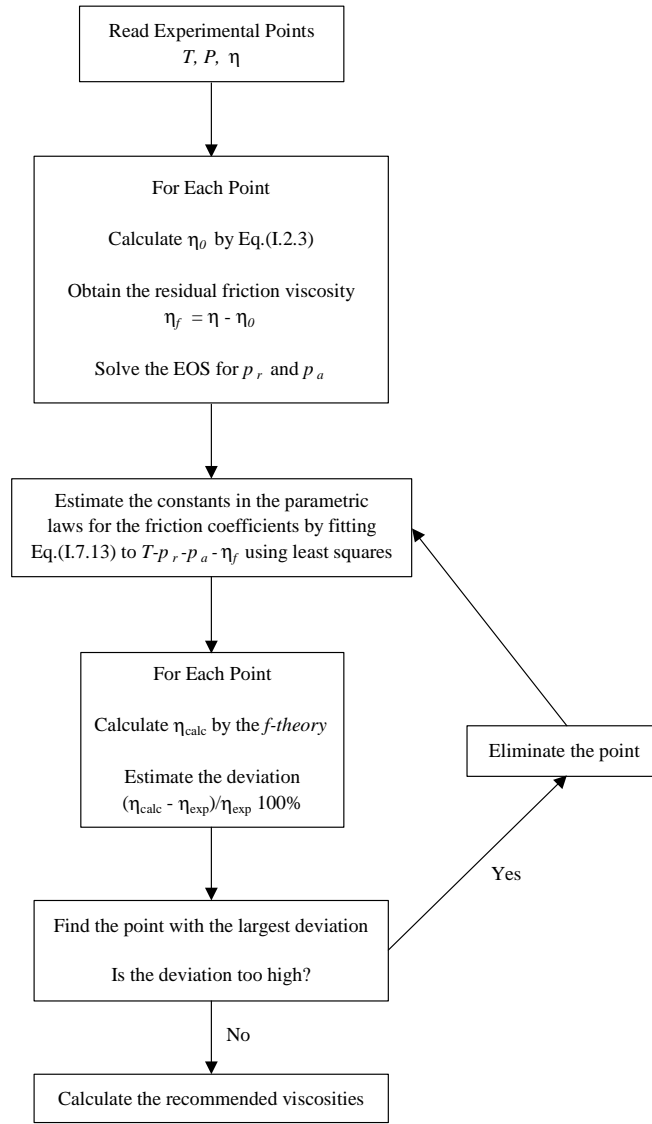 Read Experimental Points
T, P, η
For Each Point
Calculate η0 by Eq.(I.2.3)
Obtain the residual friction viscosity
ηf = η - η0
Solve the EOS for p r and p a
Estimate the constants in the parametric
laws for the friction coefficients by fitting
Eq.(I.7.13) to T-p r-p a-ηf using least squares
For Each Point
Calculate ηcalc by the f-theory
Estimate the deviation
(ηcalc - ηexp)/ηexp 100%
Eliminate the point
Yes
Find the point with the largest deviation
Is the deviation too high?
No
Calculate the recommended viscosities